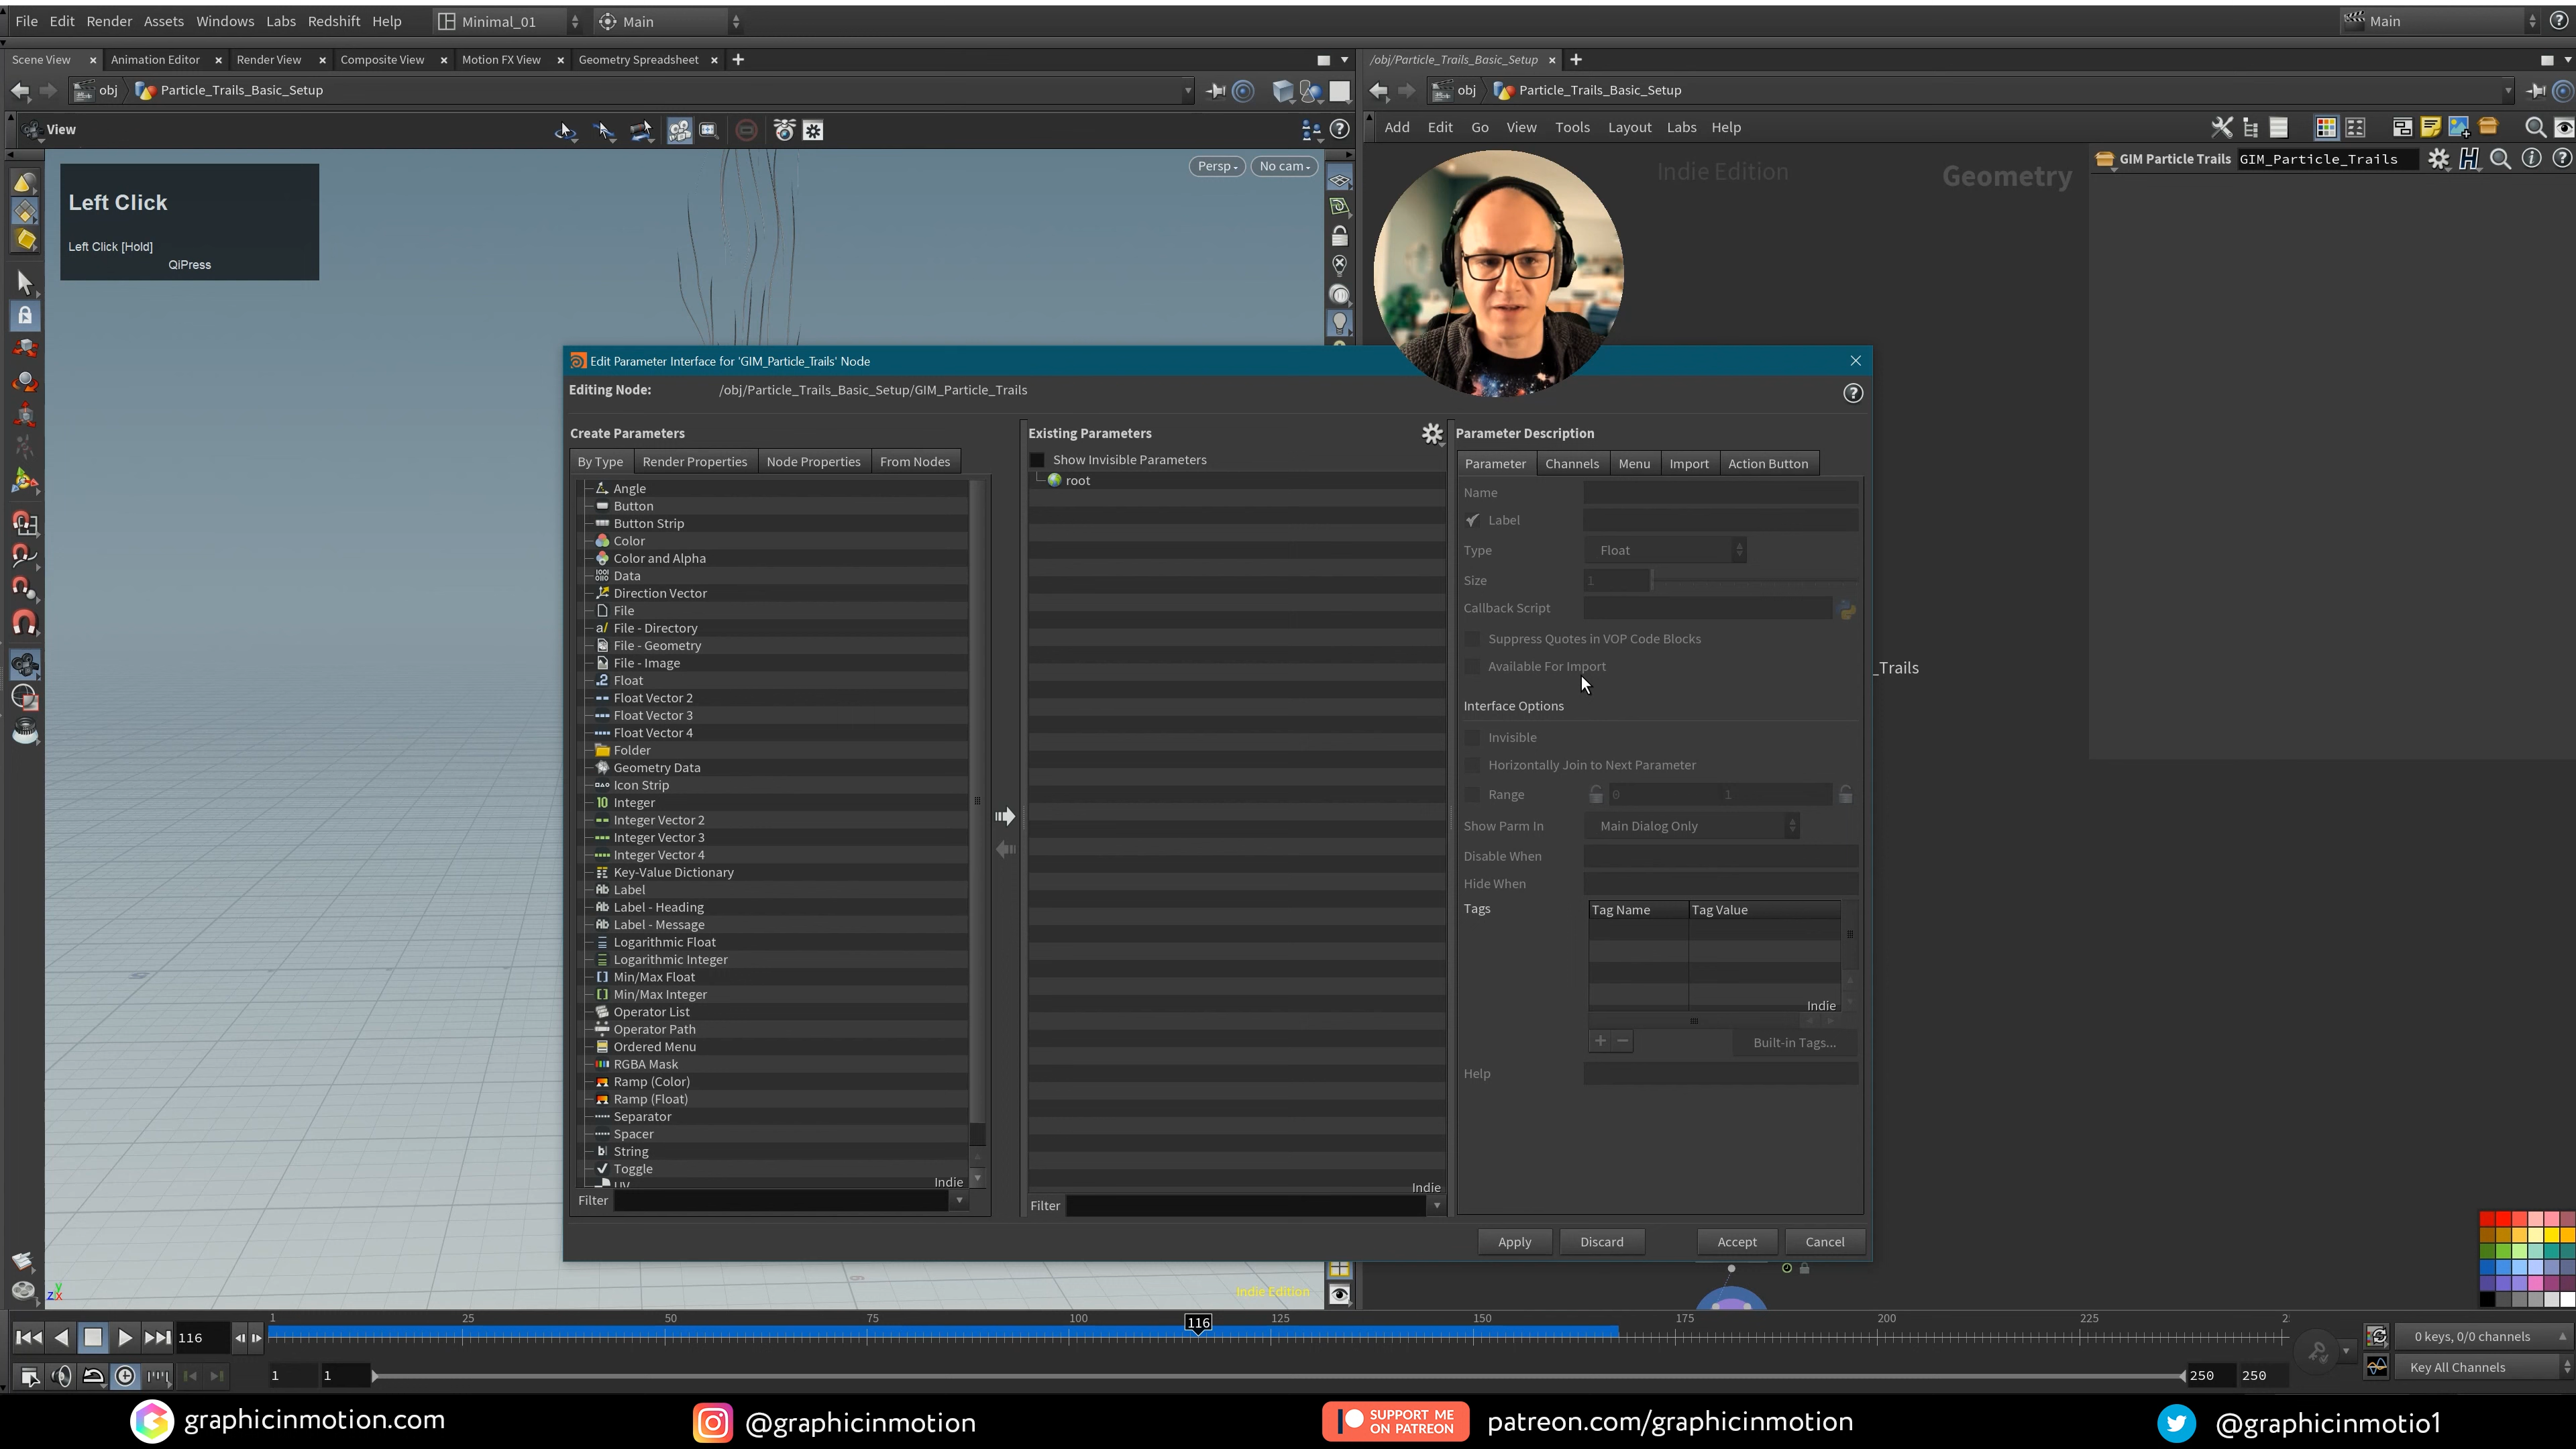 File Edit Render Assets Windows Labs Redshift Help Minimal_01 Main Main
Scene View Animation Editor Render View Composite View Motion FX View Geometry Spreadsheet /obj/Particle_Trails_Basic_Setup
obj Particle_Trails_Basic_Setup obj Particle_Trails_Basic_Setup
View Add Edit Go View Tools Layout Labs Help
Left Click
Left Click [Hold]
QiPress
Persp No cam
Indie Edition Geometry
GIM Particle Trails GIM_Particle_Trails
Edit Parameter Interface for 'GIM_Particle_Trails' Node
Editing Node: /obj/Particle_Trails_Basic_Setup/GIM_Particle_Trails
Create Parameters
By Type Render Properties Node Properties From Nodes
Angle
Button
Button Strip
Color
Color and Alpha
Data
Direction Vector
File
File - Directory
File - Geometry
File - Image
Float
Float Vector 2
Float Vector 3
Float Vector 4
Folder
Geometry Data
Icon Strip
Integer
Integer Vector 2
Integer Vector 3
Integer Vector 4
Key-Value Dictionary
Label
Label - Heading
Label - Message
Logarithmic Float
Logarithmic Integer
Min/Max Float
Min/Max Integer
Operator List
Operator Path
Ordered Menu
RGBA Mask
Ramp (Color)
Ramp (Float)
Separator
Spacer
String
Toggle
UV
Indie
Filter
Existing Parameters
Show Invisible Parameters
root
Indie
Filter
Parameter Description
Parameter Channels Menu Import Action Button
Name
Label
Type Float
Size 1
Callback Script
Suppress Quotes in VOP Code Blocks
Available For Import
Interface Options
Invisible
Horizontally Join to Next Parameter
Range 0 1
Show Parm In Main Dialog Only
Disable When
Hide When
Tags Tag Name Tag Value
Indie
Built-in Tags...
Help
Apply Discard Accept Cancel
_Trails
Indie Edition
1 25 50 75 100 116 125 150 175 200 225 2
116
0 keys, 0/0 channels
1 1 250 250
Key All Channels
graphicinmotion.com @graphicinmotion SUPPORT ME ON PATREON patreon.com/graphicinmotion @graphicinmotio1